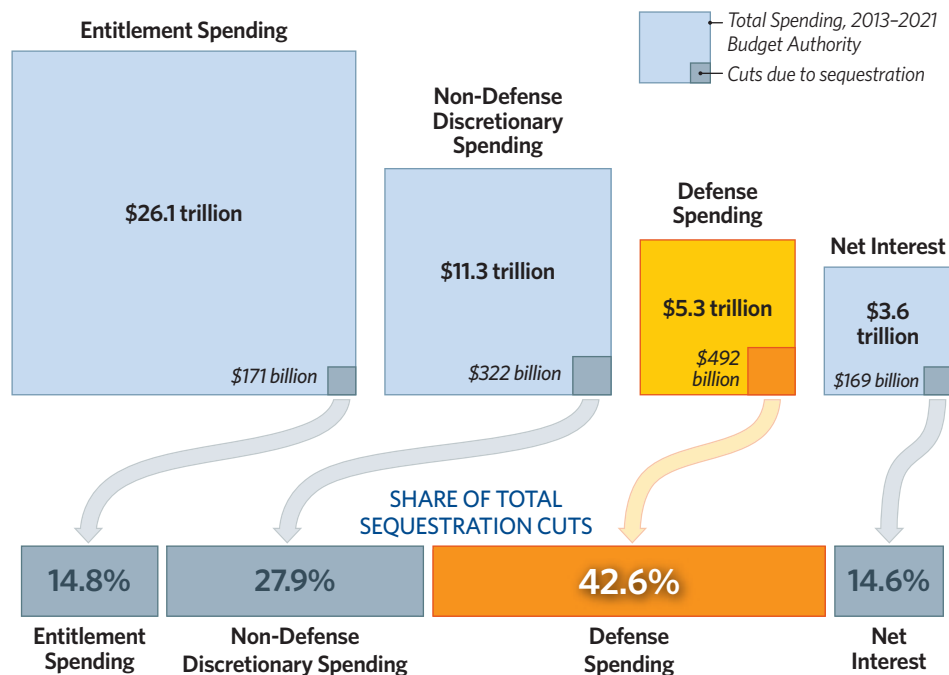 Entitlement Spending
Total Spending, 2013–2021
Budget Authority
Cuts due to sequestration
Non-Defense
Discretionary
Spending
Defense
Spending
Net Interest
$26.1 trillion
$11.3 trillion
$5.3 trillion
$3.6
trillion
$171 billion
$322 billion
$492
billion
$169 billion
SHARE OF TOTAL
SEQUESTRATION CUTS
14.8%
27.9%
42.6%
14.6%
Entitlement
Spending
Non-Defense
Discretionary Spending
Defense
Spending
Net
Interest